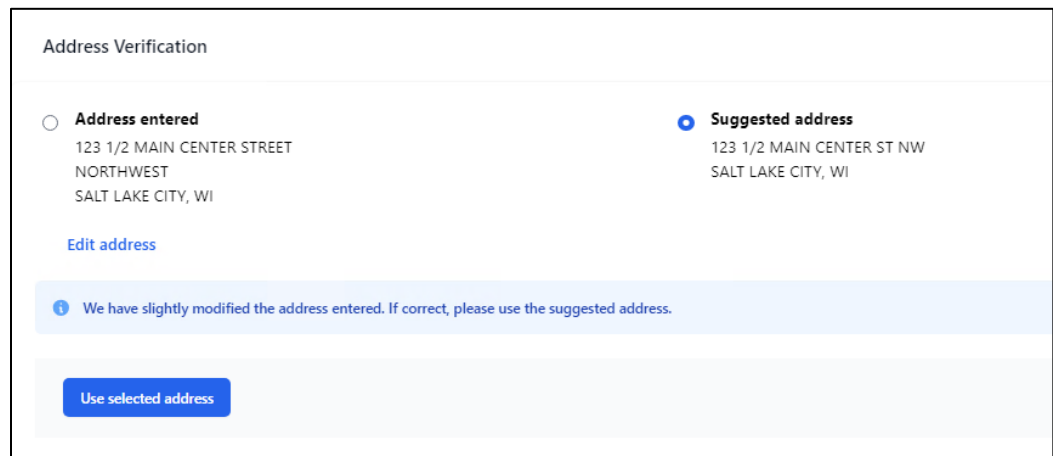 Address Verification
Address entered
123 1/2 MAIN CENTER STREET
NORTHWEST
SALT LAKE CITY, WI
Edit address
Suggested address
123 1/2 MAIN CENTER ST NW
SALT LAKE CITY, WI
We have slightly modified the address entered. If correct, please use the suggested address.
Use selected address